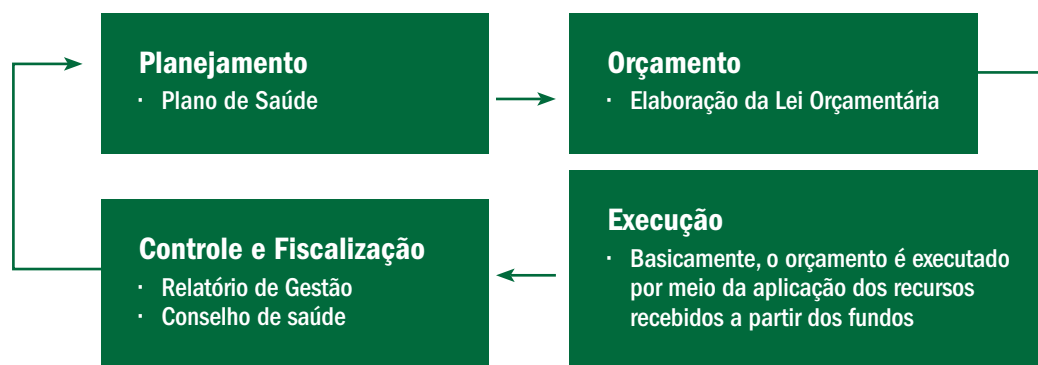 Planejamento
· Plano de Saúde
Orçamento
· Elaboração da Lei Orçamentária
Execução
· Basicamente, o orçamento é executado
por meio da aplicação dos recursos
recebidos a partir dos fundos
Controle e Fiscalização
· Relatório de Gestão
· Conselho de saúde